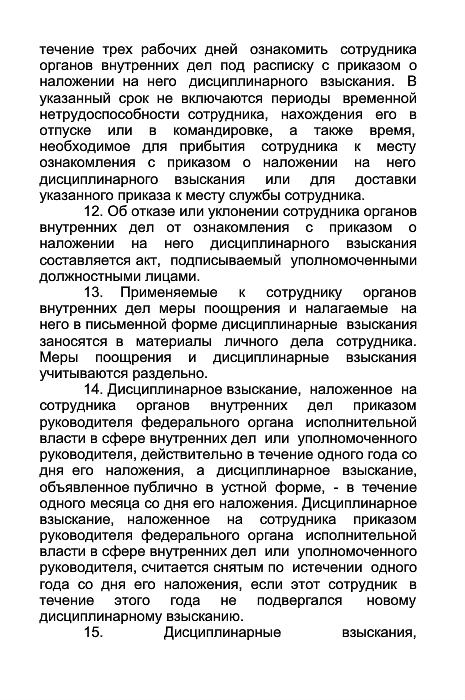 течение трех рабочих дней ознакомить сотрудника
органов внутренних дел под расписку с приказом о
наложении на него дисциплинарного взыскания. В
указанный срок не включаются периоды временной
нетрудоспособности сотрудника, нахождения его в
отпуске или в командировке, а также время,
необходимое для прибытия сотрудника к месту
ознакомления с приказом о наложении на него
дисциплинарного взыскания или для доставки
указанного приказа к месту службы сотрудника.
12. Об отказе или уклонении сотрудника органов
внутренних дел от ознакомления с приказом о
наложении на него дисциплинарного взыскания
составляется акт, подписываемый уполномоченными
должностными лицами.
13. Применяемые к сотруднику органов
внутренних дел меры поощрения и налагаемые на
него в письменной форме дисциплинарные взыскания
заносятся в материалы личного дела сотрудника.
Меры поощрения и дисциплинарные взыскания
учитываются раздельно.
14. Дисциплинарное взыскание, наложенное на
сотрудника органов внутренних дел приказом
руководителя федерального органа исполнительной
власти в сфере внутренних дел или уполномоченного
руководителя, действительно в течение одного года со
дня его наложения, а дисциплинарное взыскание,
объявленное публично в устной форме, - в течение
одного месяца со дня его наложения. Дисциплинарное
взыскание, наложенное на сотрудника приказом
руководителя федерального органа исполнительной
власти в сфере внутренних дел или уполномоченного
руководителя, считается снятым по истечении одного
года со дня его наложения, если этот сотрудник в
течение этого года не подвергался новому
дисциплинарному взысканию.
15. Дисциплинарные взыскания,